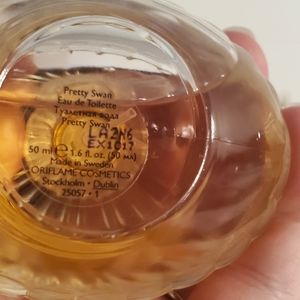 Pretty Swan
Eau de Toilette
Туалетная вода
Pretty Swan
LA2N6
EX1017
50 ml ℮ 1.6 fl. oz. (50 мл)
Made in Sweden
ORIFLAME COSMETICS
Stockholm - Dublin
25057 • 1